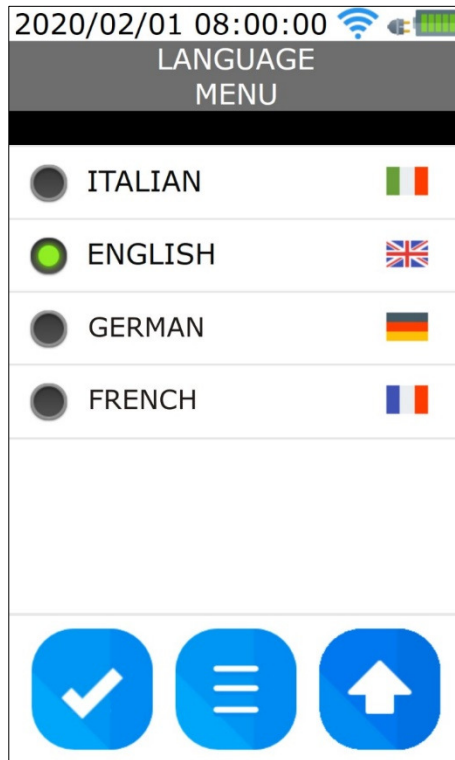 2020/02/01 08:00:00
LANGUAGE
MENU
ITALIAN
ENGLISH
GERMAN
FRENCH